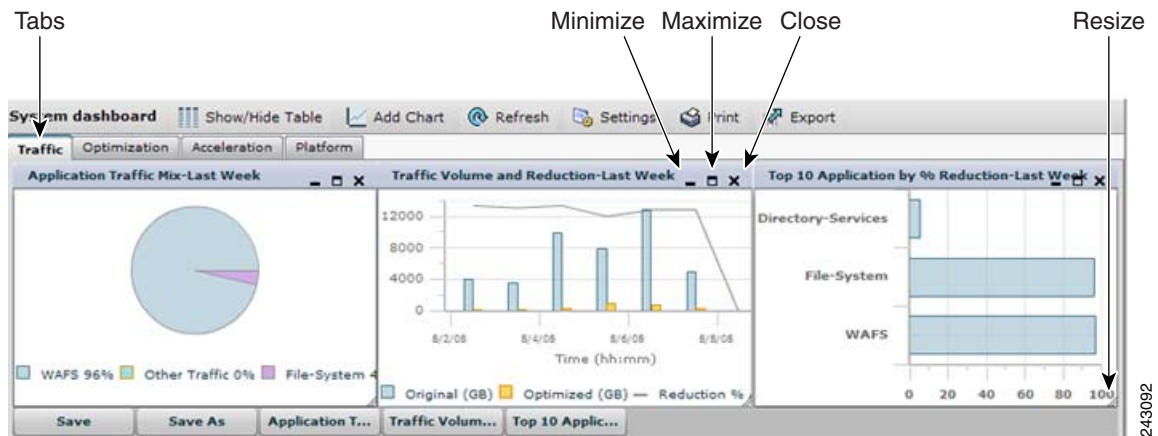 Tabs Minimize Maximize Close Resize
System dashboard Show/Hide Table Add Chart Refresh Settings Print Export
Traffic Optimization Acceleration Platform
Application Traffic Mix-Last Week
WAFS 96% Other Traffic 0% File-System 4
Traffic Volume and Reduction-Last Week
12000
8000
4000
0
8/2/08 8/4/08 8/6/08 8/8/08
Time (hh:mm)
Original (GB) Optimized (GB) Reduction %
Top 10 Application by % Reduction-Last Week
Directory-Services
File-System
WAFS
0 20 40 60 80 100
Save Save As Application T... Traffic Volum... Top 10 Applic...
243092